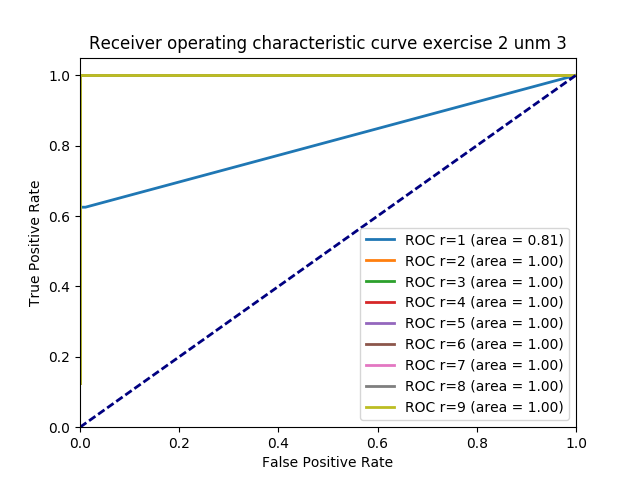 Receiver operating characteristic curve exercise 2 unm 3
True Positive Rate
1.0
0.8
0.6
0.4
0.2
0.0
ROC r=1 (area = 0.81)
ROC r=2 (area = 1.00)
ROC r=3 (area = 1.00)
ROC r=4 (area = 1.00)
ROC r=5 (area = 1.00)
ROC r=6 (area = 1.00)
ROC r=7 (area = 1.00)
ROC r=8 (area = 1.00)
ROC r=9 (area = 1.00)
0.0 0.2 0.4 0.6 0.8 1.0
False Positive Rate